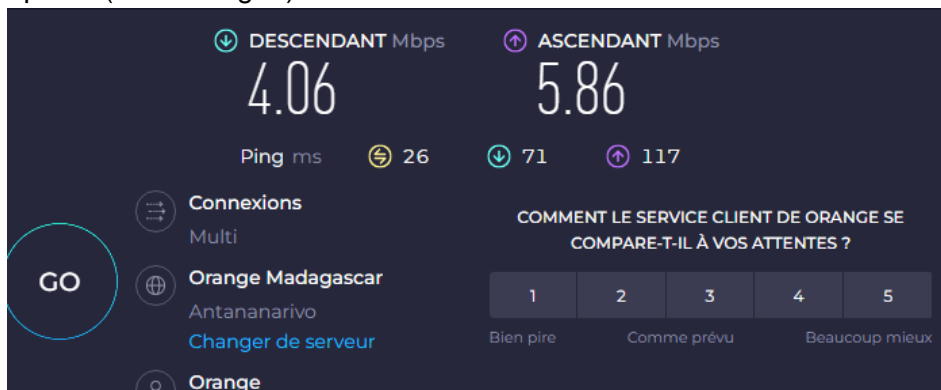 DESCENDANT Mbps
ASCENDANT Mbps
4.06
5.86
Ping ms 26 71 117
Connexions
Multi
GO
Orange Madagascar
Antananarivo
Changer de serveur
Orange
COMMENT LE SERVICE CLIENT DE ORANGE SE
COMPARE-T-IL À VOS ATTENTES ?
1 2 3 4 5
Bien pire Comme prévu Beaucoup mieux